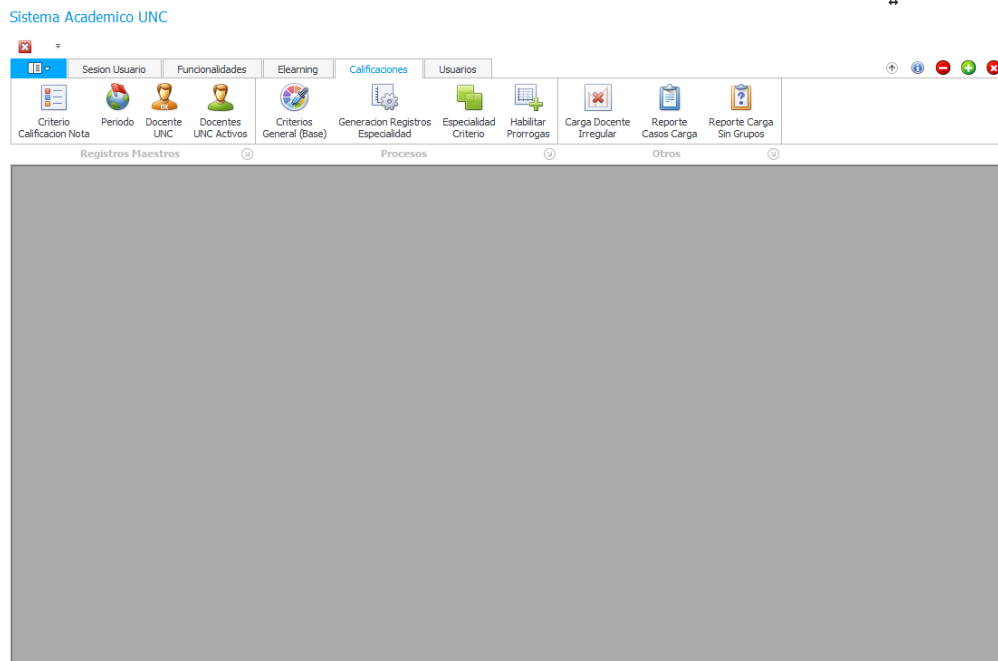 Sistema Academico UNC
Sesion Usuario
Funcionalidades
Elearning
Calificaciones
Usuarios
Criterio
Calificacion Nota
Periodo
Docente
UNC
Docentes
UNC Activos
Criterios
General (Base)
Generacion Registros
Especialidad
Especialidad
Criterio
Habilitar
Prorrogas
Carga Docente
Irregular
Reporte
Casos Carga
Reporte Carga
Sin Grupos
Registros Maestros
Procesos
Otros